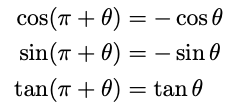 cos(π + θ) = − cos θ
sin(π + θ) = − sin θ
tan(π + θ) = tan θ